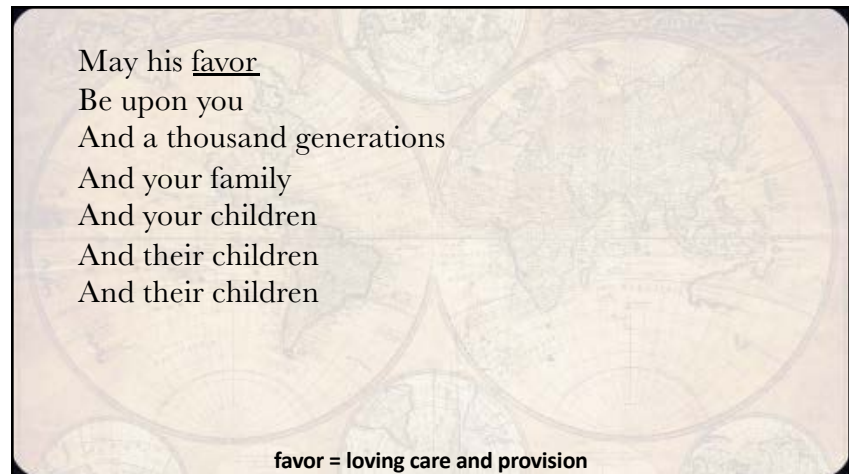 May his favor
Be upon you
And a thousand generations
And your family
And your children
And their children
And their children
favor = loving care and provision